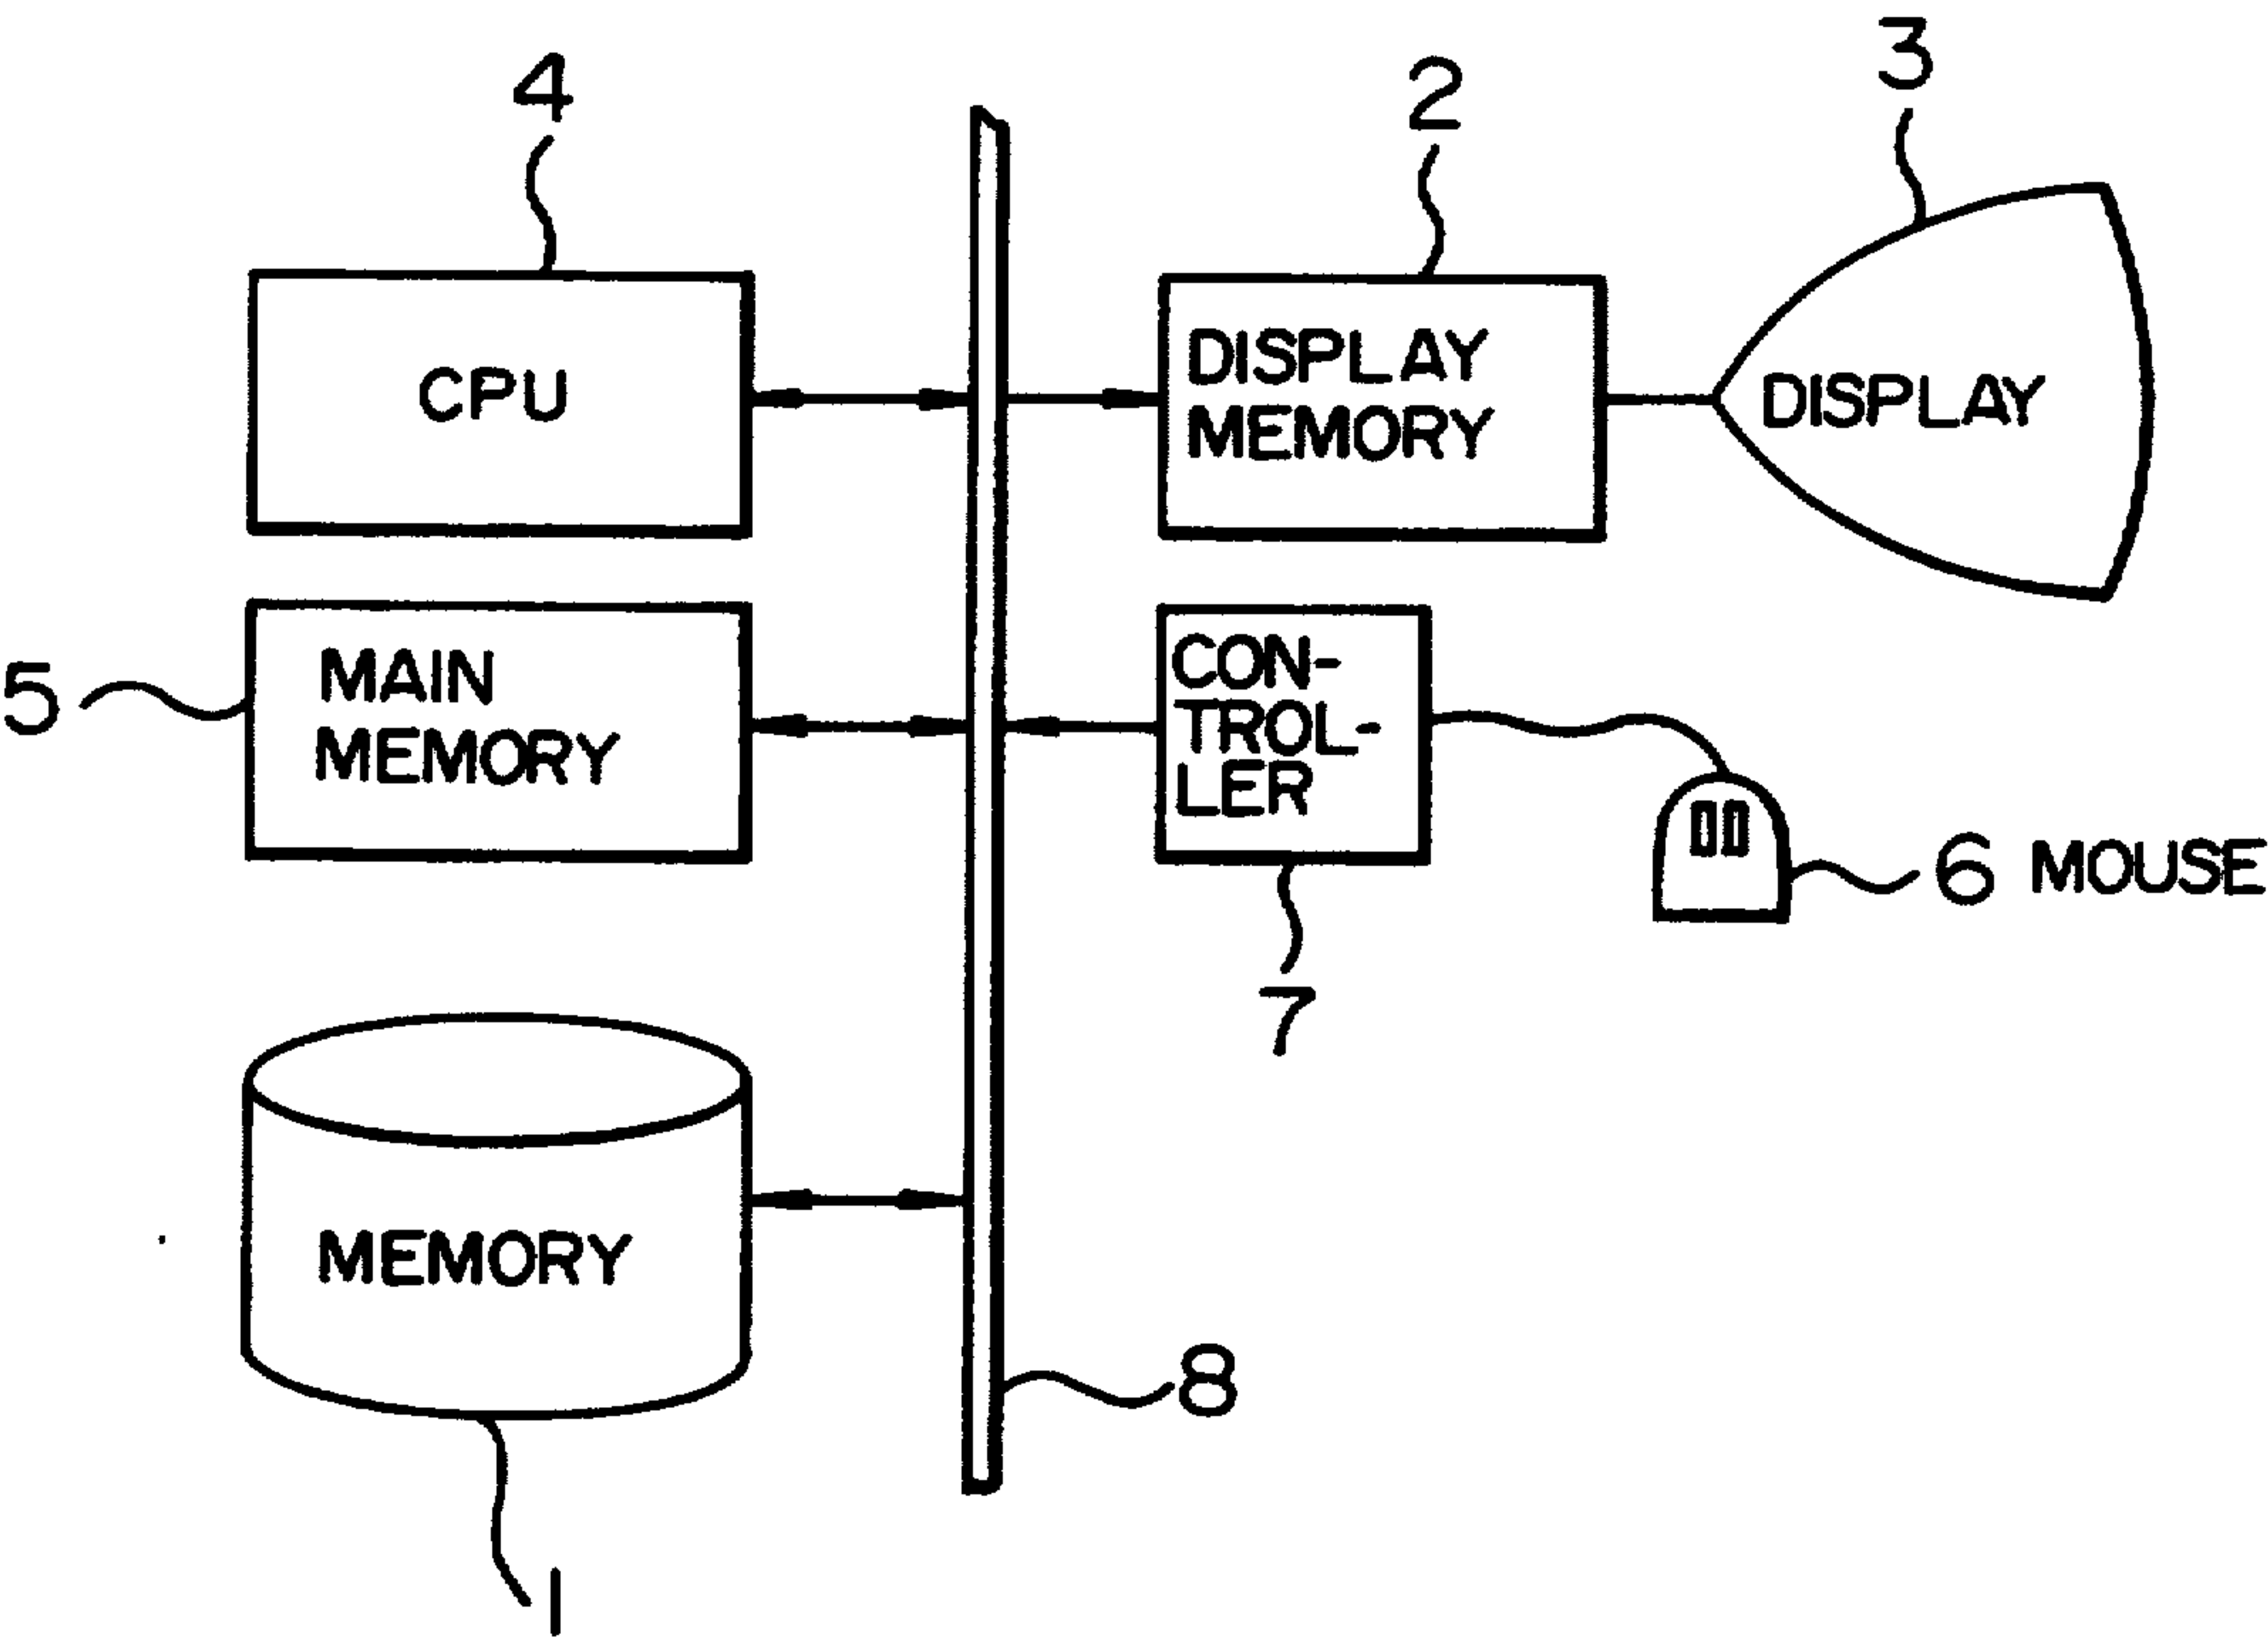 4
2
3
CPU
DISPLAY
MEMORY
DISPLAY
5
MAIN
MEMORY
CON-
TROL-
LER
6 MOUSE
7
MEMORY
8
1